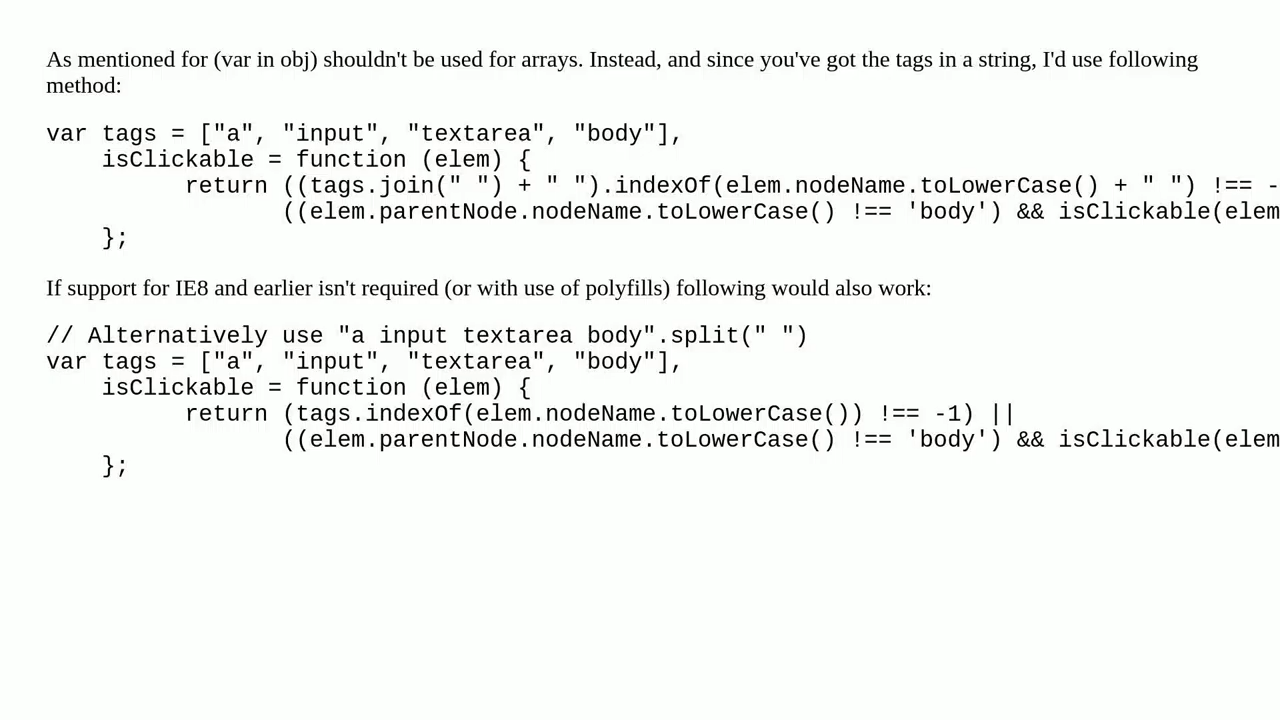 As mentioned for (var in obj) shouldn't be used for arrays. Instead, and since you've got the tags in a string, I'd use following
method:
var tags = ["a", "input", "textarea", "body"],
    isClickable = function (elem) {
          return ((tags.join(" ") + " ").indexOf(elem.nodeName.toLowerCase() + " ") !== -
                 ((elem.parentNode.nodeName.toLowerCase() !== 'body') && isClickable(elem
    };
If support for IE8 and earlier isn't required (or with use of polyfills) following would also work:
// Alternatively use "a input textarea body".split(" ")
var tags = ["a", "input", "textarea", "body"],
    isClickable = function (elem) {
          return (tags.indexOf(elem.nodeName.toLowerCase()) !== -1) ||
                 ((elem.parentNode.nodeName.toLowerCase() !== 'body') && isClickable(elem
    };